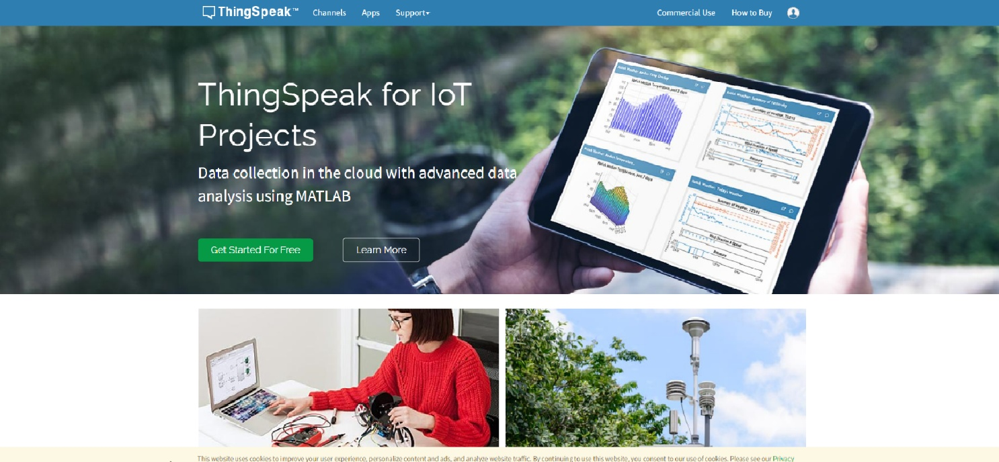 ThingSpeak™ Channels Apps Support Commercial Use How to Buy
ThingSpeak for IoT
Projects
Data collection in the cloud with advanced data
analysis using MATLAB
Get Started For Free Learn More
This website uses cookies to improve your user experience, personalize content and ads, and analyze website traffic. By continuing to use this website, you consent to our use of cookies. Please see our Privacy